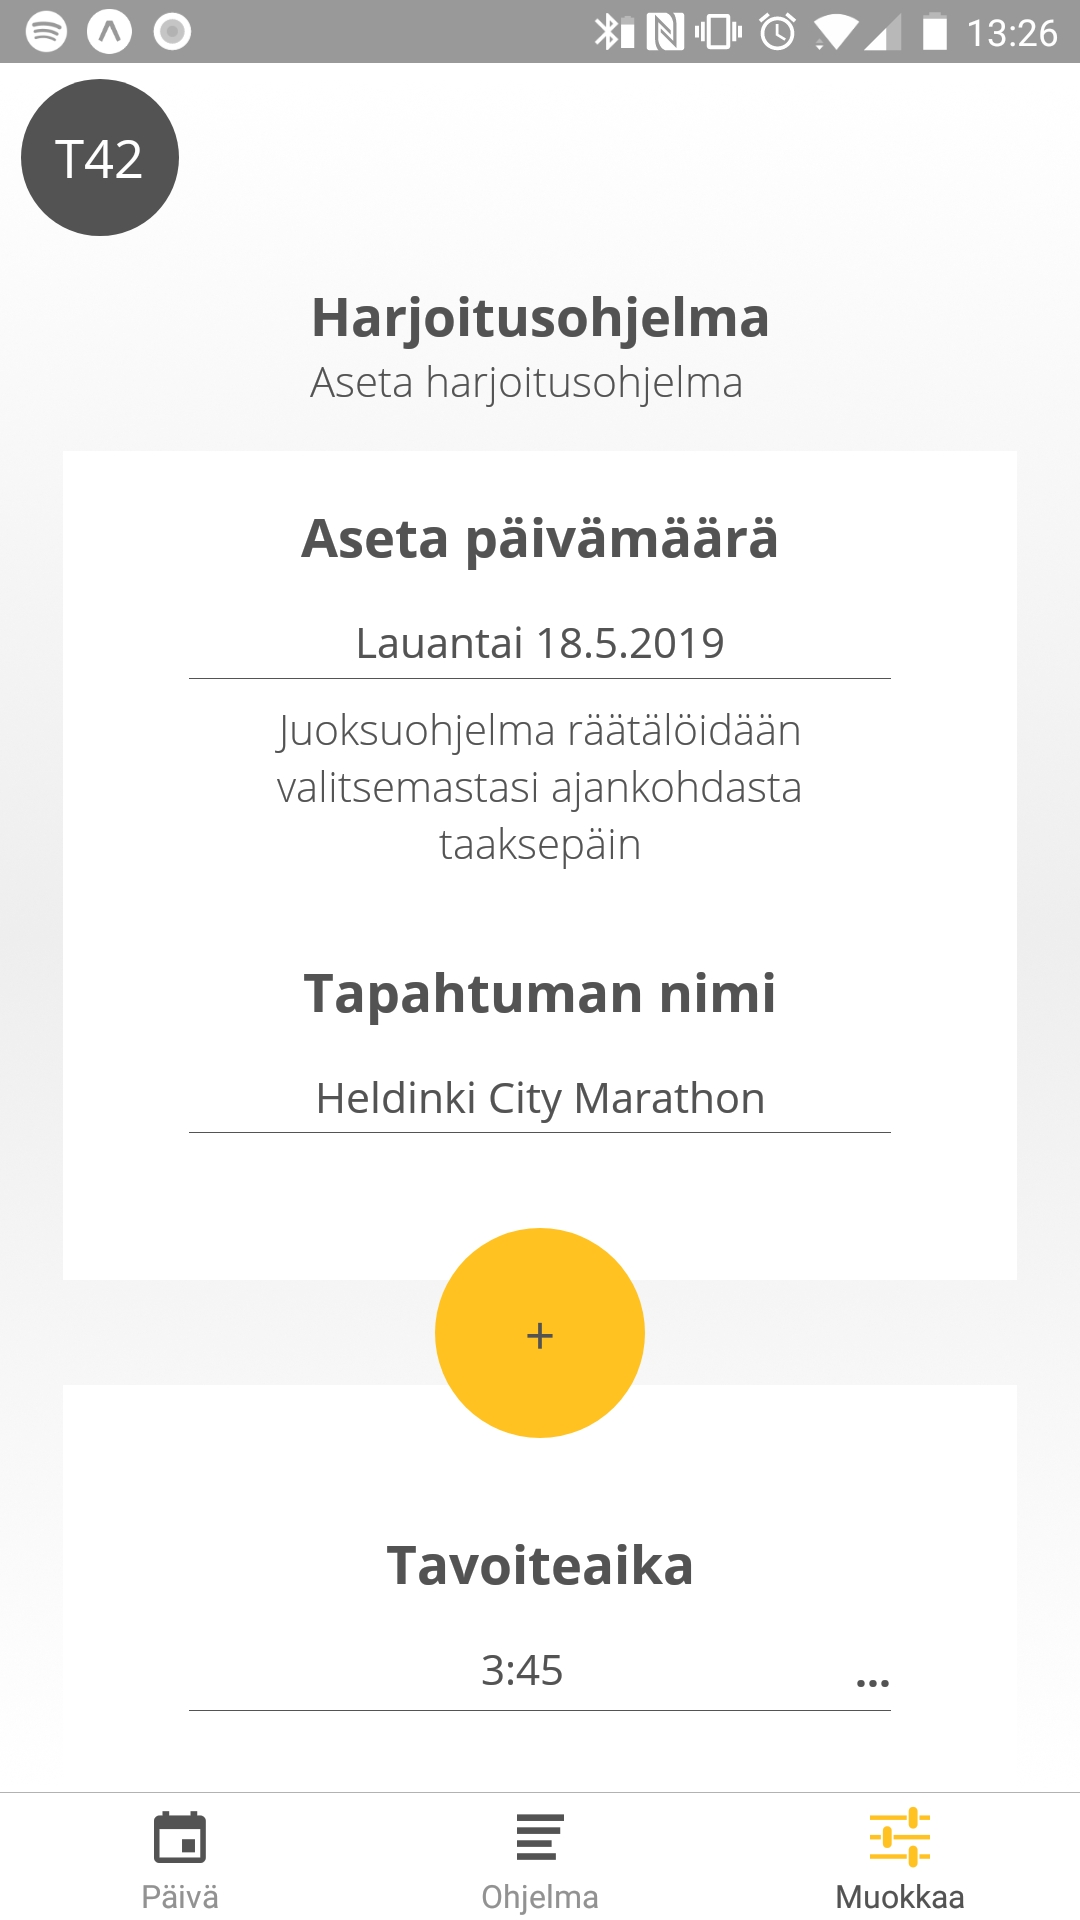 13:26
T42
Harjoitusohjelma
Aseta harjoitusohjelma
Aseta päivämäärä
Lauantai 18.5.2019
Juoksuohjelma räätälöidään
valitsemastasi ajankohdasta
taaksepäin
Tapahtuman nimi
Heldinki City Marathon
+
Tavoiteaika
3:45 ...
Päivä Ohjelma Muokkaa